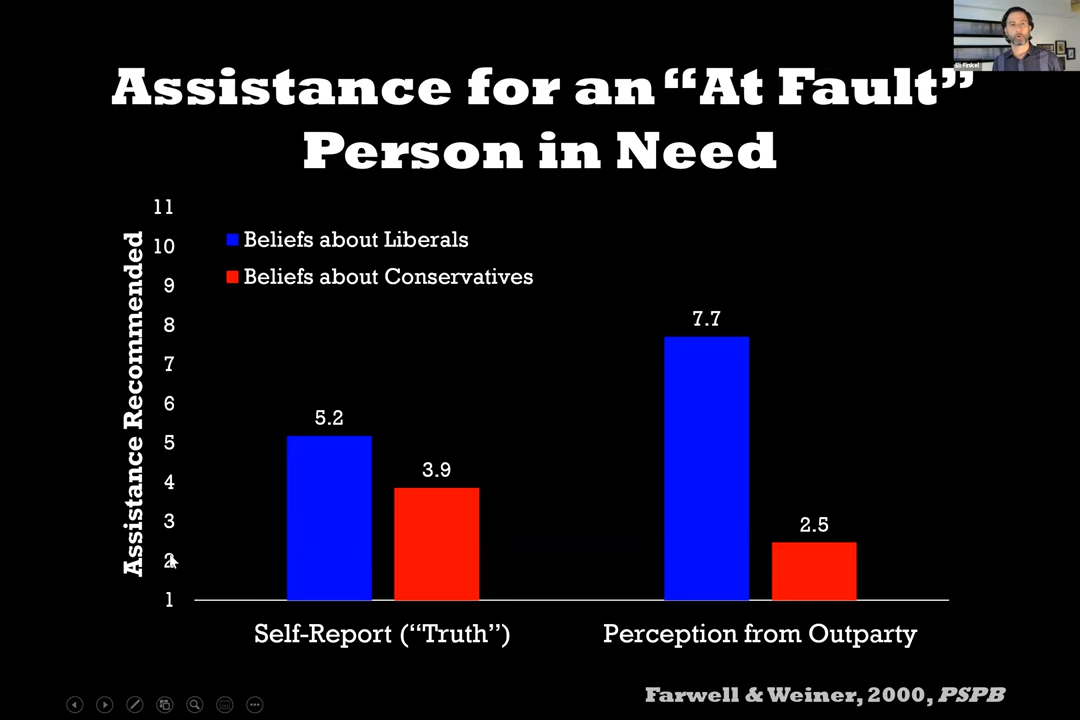 Eli Finkel
Assistance for an “At Fault”
Person in Need
Assistance Recommended
11
10
9
8
7
6
5
4
3
2
1
Beliefs about Liberals
Beliefs about Conservatives
5.2
3.9
7.7
2.5
Self-Report (“Truth”)
Perception from Outparty
Farwell & Weiner, 2000, PSPB